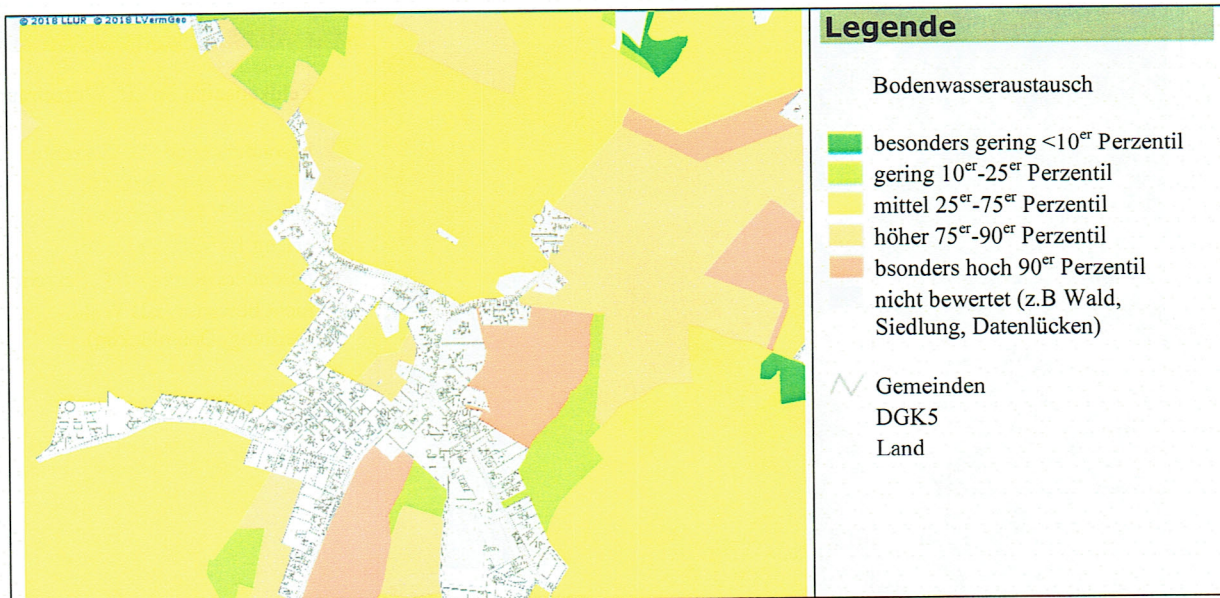 © 2018 LLUR © 2018 LVermGeo
Legende
Bodenwasseraustausch
besonders gering <10er Perzentil
gering 10er-25er Perzentil
mittel 25er-75er Perzentil
höher 75er-90er Perzentil
bsonders hoch 90er Perzentil
nicht bewertet (z.B Wald,
Siedlung, Datenlücken)
Gemeinden
DGK5
Land